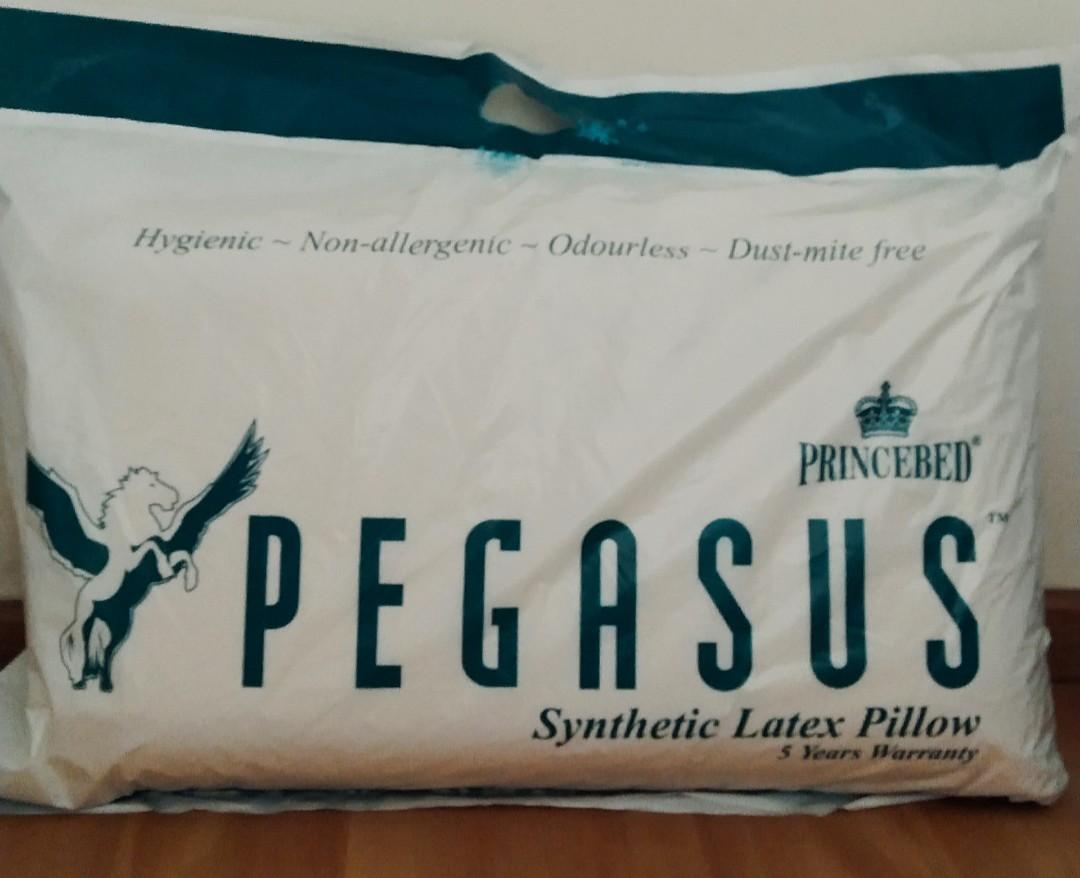 Hygienic ~ Non-allergenic ~ Odourless ~ Dust-mite free
PRINCEBED®
PEGASUS™
Synthetic Latex Pillow
5 Years Warranty